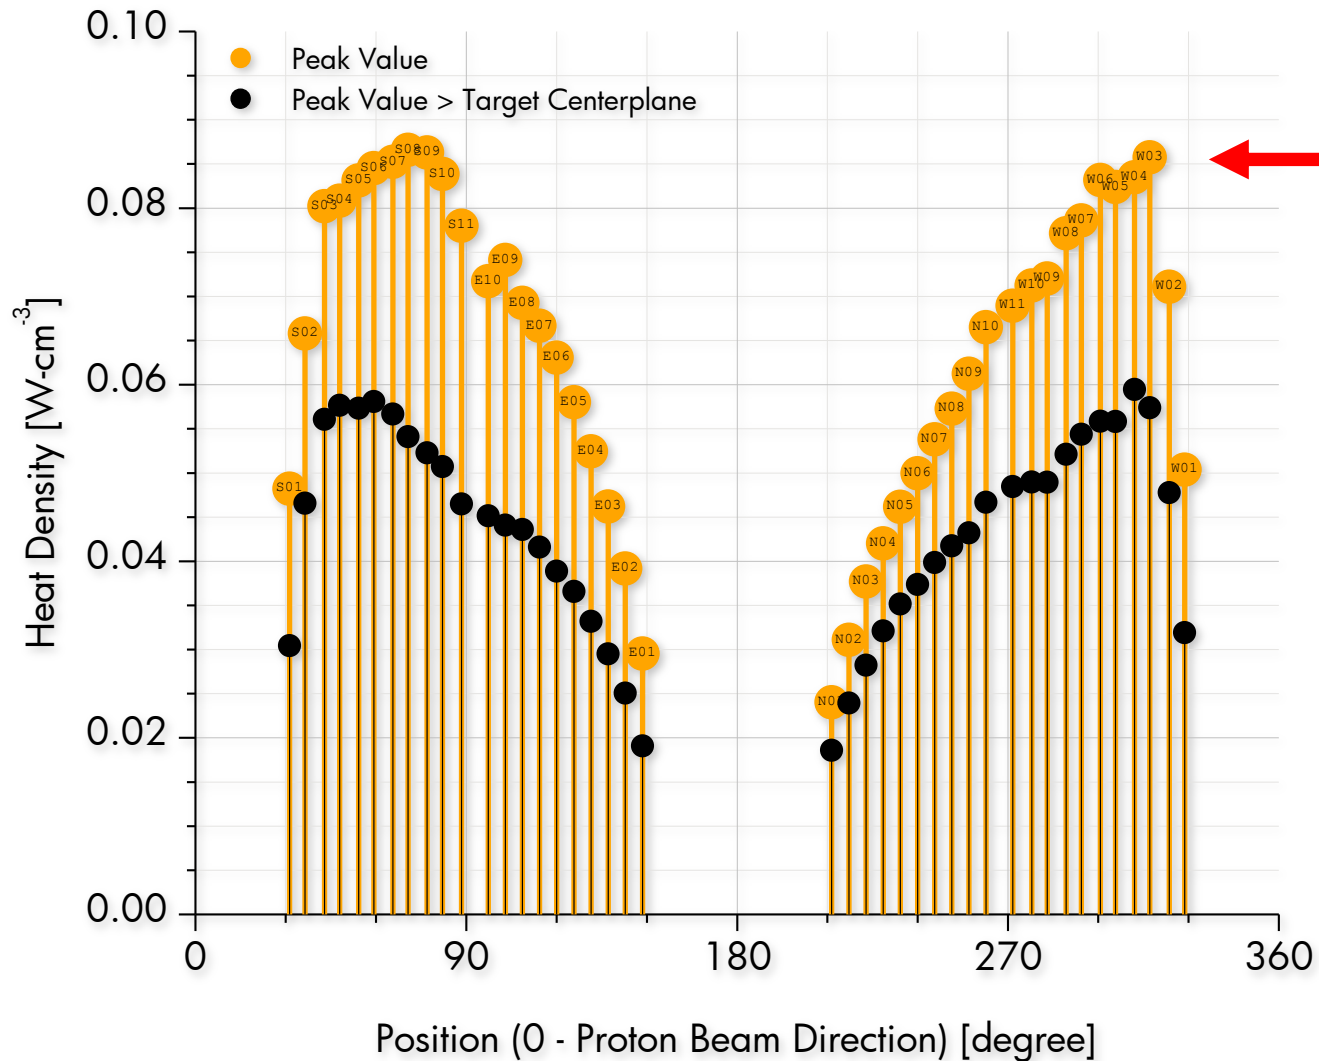 0.10
Peak Value
Peak Value > Target Centerplane
0.08
0.06
0.04
0.02
0.00
Heat Density [W-cm-3]
S01
S02
S03
S04
S05
S06
S07
S08
S09
S10
S11
E10
E09
E08
E07
E06
E05
E04
E03
E02
E01
N01
N02
N03
N04
N05
N06
N07
N08
N09
N10
W11
W10
W09
W08
W07
W06
W05
W04
W03
W02
W01
0 90 180 270 360
Position (0 - Proton Beam Direction) [degree]